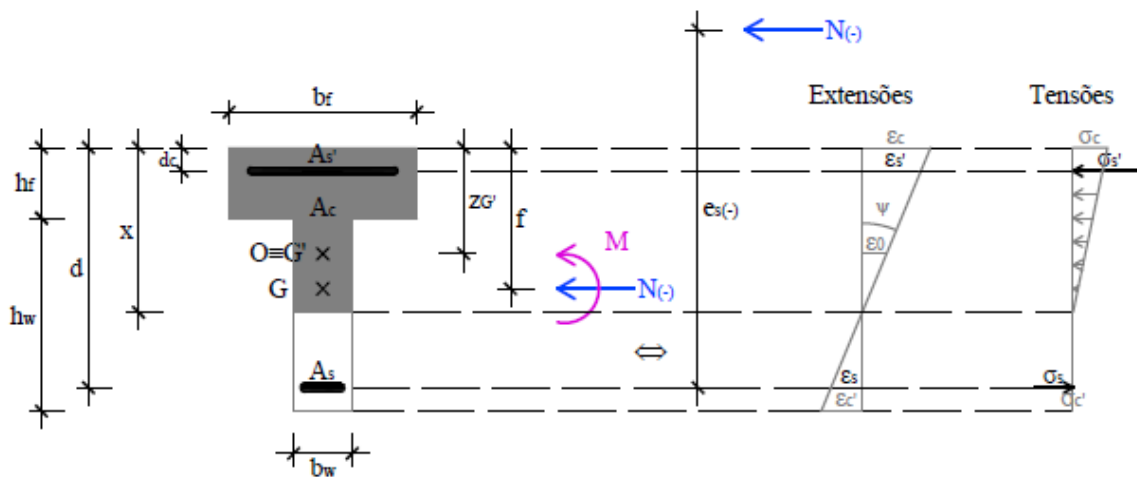 N(-)
bf
Extensões
Tensões
dc
As'
εc
σc
εs'
σs'
hf
Ac
zG'
f
es(-)
ψ
x
O≡G'
M
ε0
d
G
N(-)
hw
⇔
As
εs
σs
εc'
σc'
bw